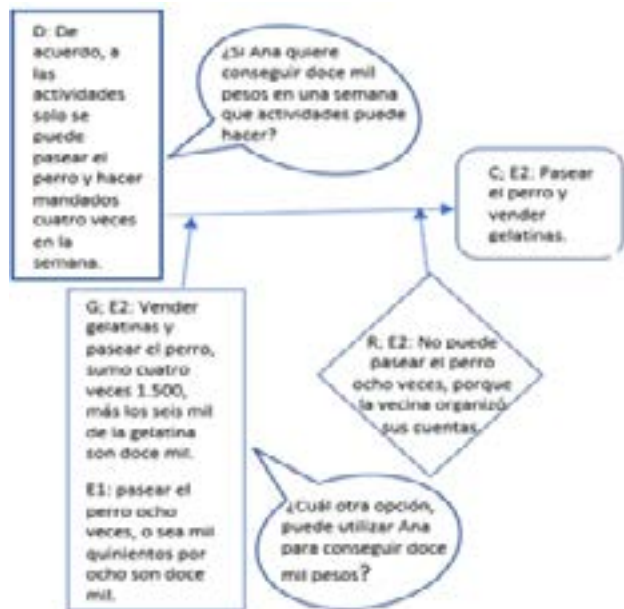 D: De
acuerdo, a
las
actividades
solo se
puede
pasear el
perro y hacer
mandados
cuatro veces
en la
semana.
¿Si Ana quiere
conseguir doce mil
pesos en una semana
que actividades puede
hacer?
C; E2: Pasear
el perro y
vender
gelatinas.
G; E2: Vender
gelatinas y
pasear el perro,
sumo cuatro
veces 1.500,
más los seis mil
de la gelatina
son doce mil.
E1: pasear el
perro ocho
veces, o sea mil
quinientos por
ocho son doce
mil.
R; E2: No puede
pasear el perro
ocho veces, porque
la vecina organizó
sus cuentas.
¿Cuál otra opción,
puede utilizar Ana
para conseguir doce
mil pesos?